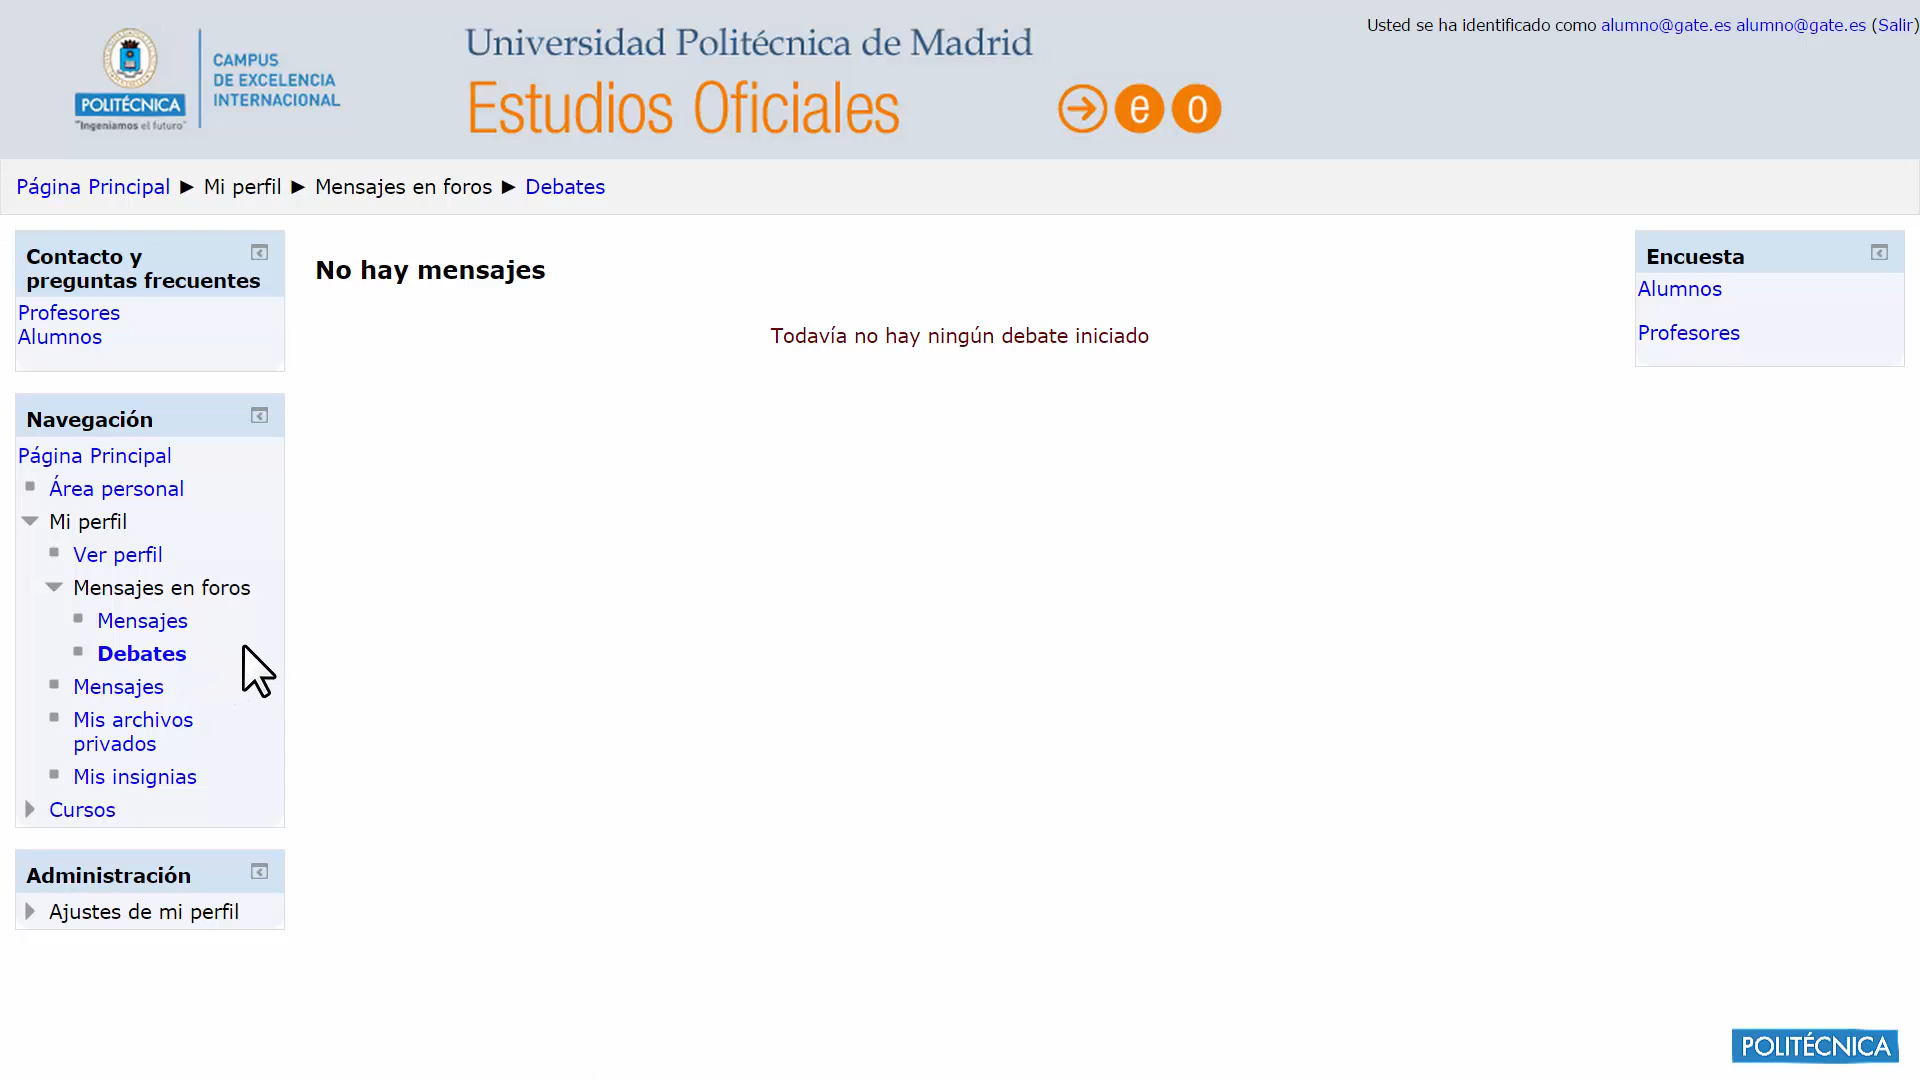 Usted se ha identificado como alumno@gate.es alumno@gate.es (Salir)
POLITÉCNICA
"Ingeniamos el futuro"
CAMPUS
DE EXCELENCIA
INTERNACIONAL
Universidad Politécnica de Madrid
Estudios Oficiales
e o
Página Principal ► Mi perfil ► Mensajes en foros ► Debates
Contacto y
preguntas frecuentes
Profesores
Alumnos
Navegación
Página Principal
Área personal
Mi perfil
Ver perfil
Mensajes en foros
Mensajes
Debates
Mensajes
Mis archivos
privados
Mis insignias
Cursos
Administración
Ajustes de mi perfil
No hay mensajes
Todavía no hay ningún debate iniciado
Encuesta
Alumnos
Profesores
POLITÉCNICA